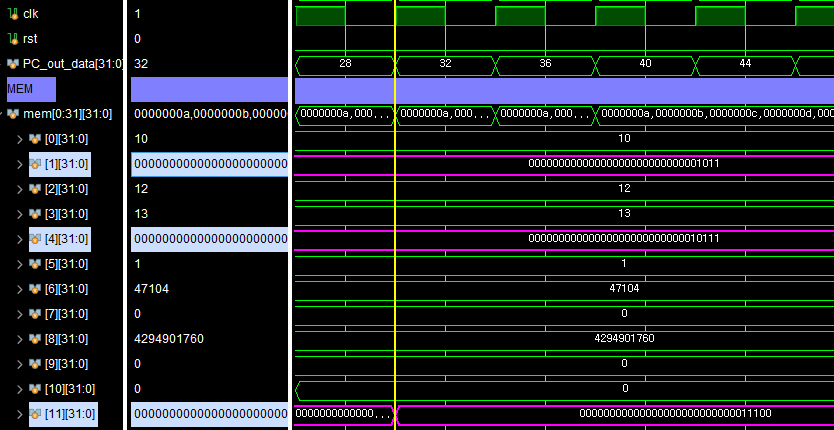 clk 1
rst 0
PC_out_data[31:0] 32 28 32 36 40 44
MEM
mem[0:31][31:0] 0000000a,0000000b,00000 0000000a,000... 0000000a,000... 0000000a,000... 0000000a,0000000b,0000000c,0000000d,000
[0][31:0] 10 10
[1][31:0] 00000000000000000000000 00000000000000000000000000001011
[2][31:0] 12 12
[3][31:0] 13 13
[4][31:0] 00000000000000000000000 00000000000000000000000000010111
[5][31:0] 1 1
[6][31:0] 47104 47104
[7][31:0] 0 0
[8][31:0] 4294901760 4294901760
[9][31:0] 0 0
[10][31:0] 0 0
[11][31:0] 00000000000000000000000 0000000000000... 00000000000000000000000000011100